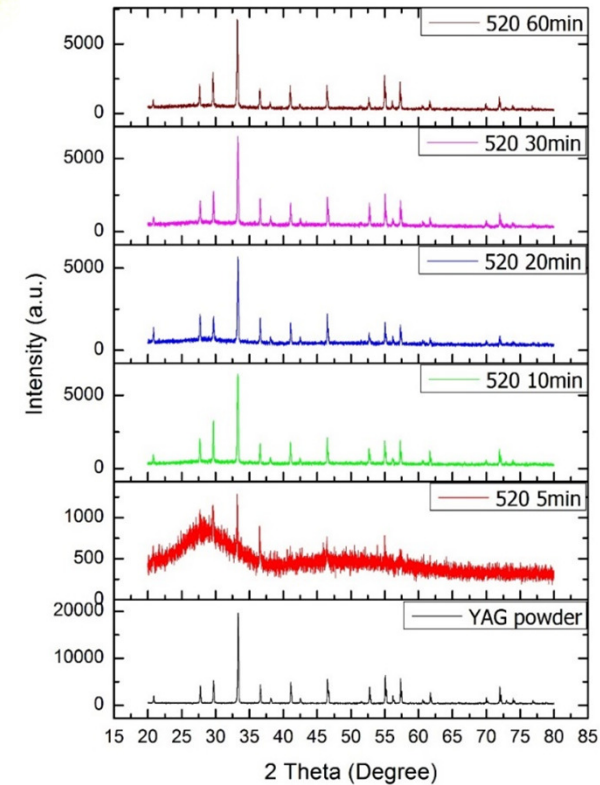 520 60min
5000
0
520 30min
5000
0
520 20min
5000
0
520 10min
5000
0
520 5min
1000
500
0
YAG powder
20000
10000
0
Intensity (a.u.)
15 20 25 30 35 40 45 50 55 60 65 70 75 80 85
2 Theta (Degree)